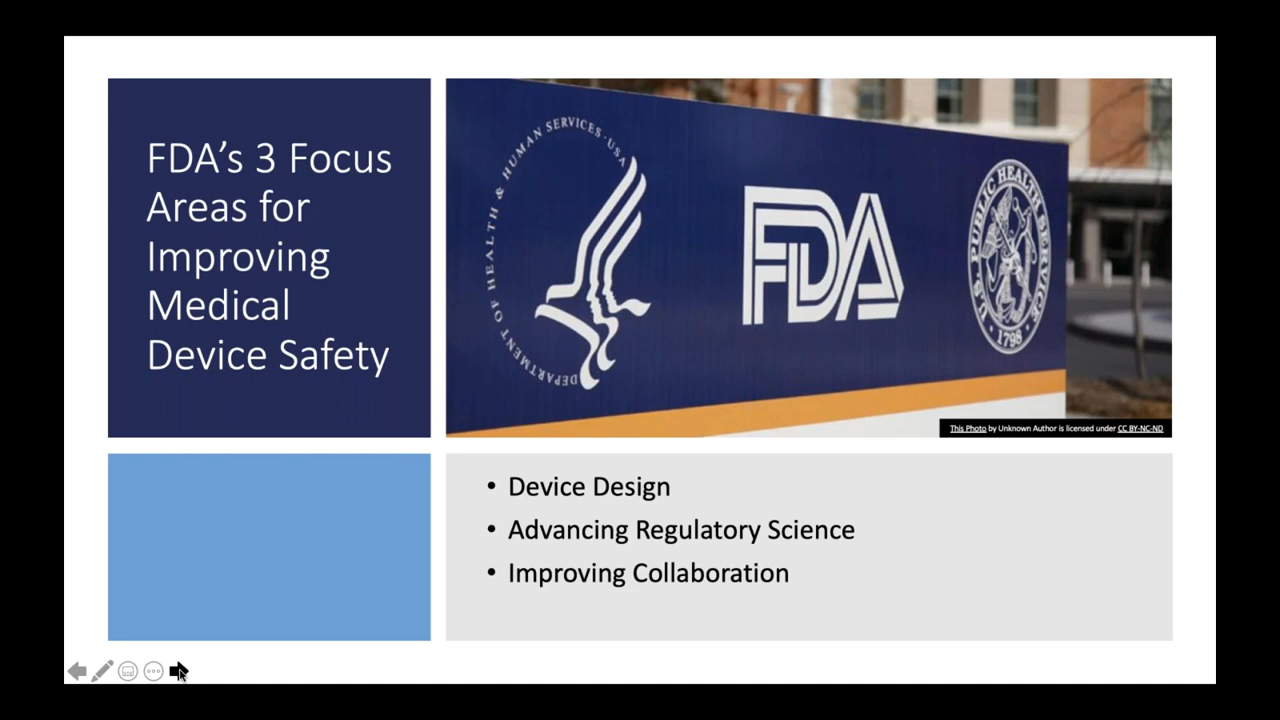 FDA’s 3 Focus
Areas for
Improving
Medical
Device Safety
DEPARTMENT OF HEALTH & HUMAN SERVICES · USA
FDA
U.S. PUBLIC HEALTH SERVICE
· 1798 ·
This Photo by Unknown Author is licensed under CC BY-NC-ND
• Device Design
• Advancing Regulatory Science
• Improving Collaboration